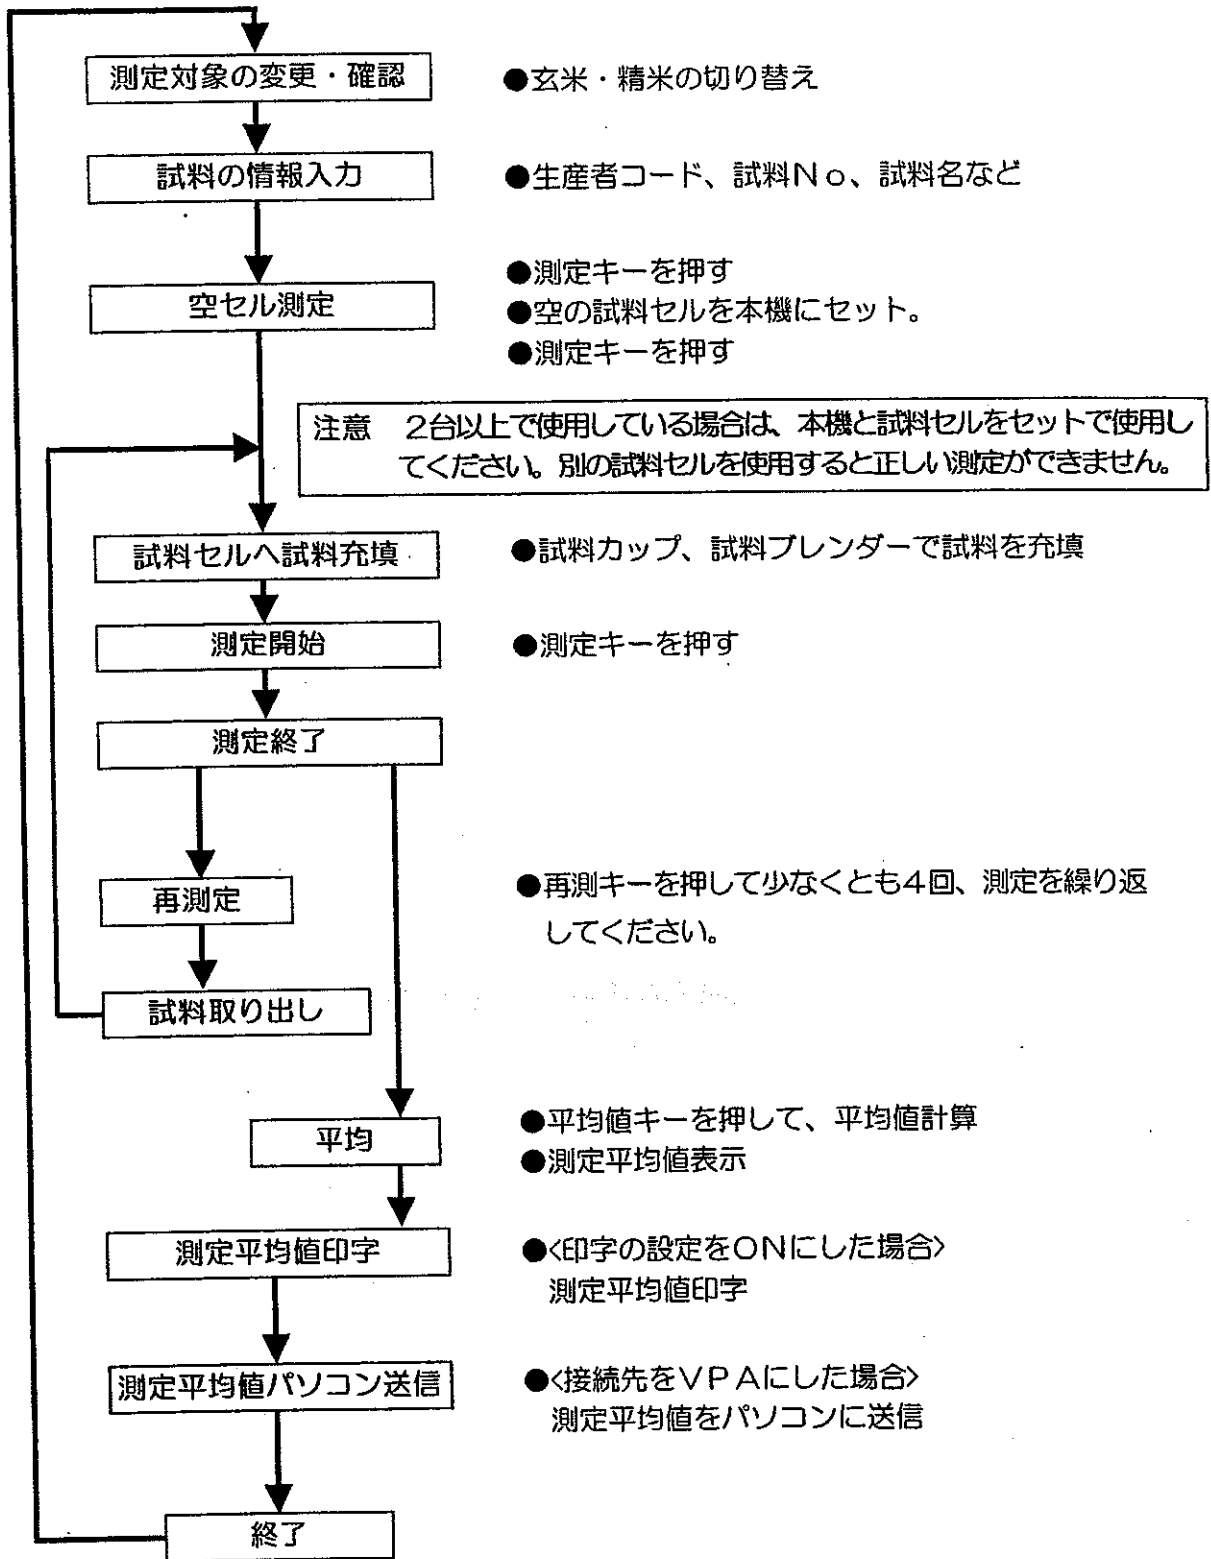 測定対象の変更・確認
●玄米・精米の切り替え
試料の情報入力
●生産者コード、試料No、試料名など
空セル測定
●測定キーを押す
●空の試料セルを本機にセット。
●測定キーを押す
注意　2台以上で使用している場合は、本機と試料セルをセットで使用し
てください。別の試料セルを使用すると正しい測定ができません。
試料セルへ試料充填
●試料カップ、試料ブレンダーで試料を充填
測定開始
●測定キーを押す
測定終了
再測定
●再測キーを押して少なくとも4回、測定を繰り返
してください。
試料取り出し
平均
●平均値キーを押して、平均値計算
●測定平均値表示
測定平均値印字
●<印字の設定をONにした場合>
測定平均値印字
測定平均値パソコン送信
●<接続先をVPAにした場合>
測定平均値をパソコンに送信
終了